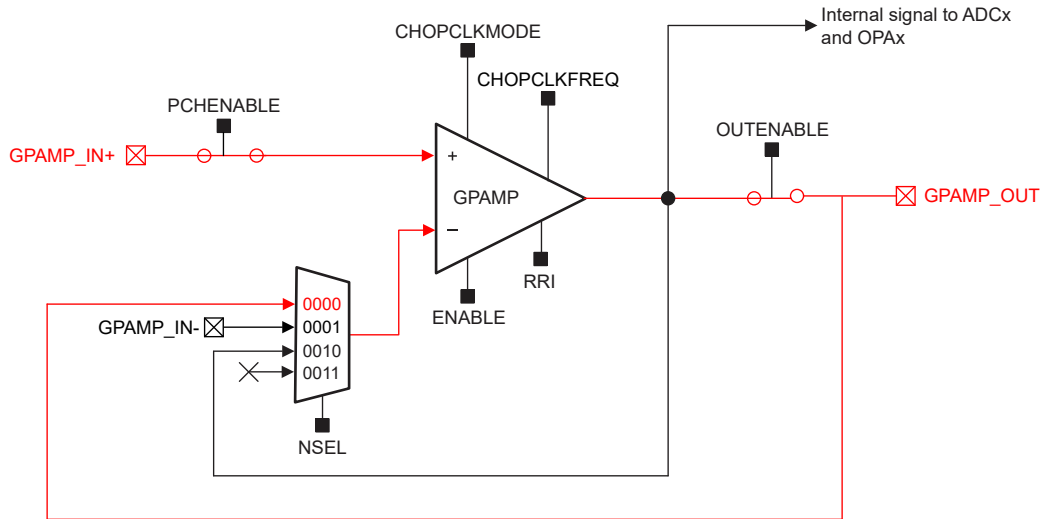 Internal signal to ADCx
and OPAx
CHOPCLKMODE
CHOPCLKFREQ
PCHENABLE
OUTENABLE
GPAMP_IN+
+
GPAMP
GPAMP_OUT
−
RRI
ENABLE
0000
GPAMP_IN-
0001
0010
0011
NSEL